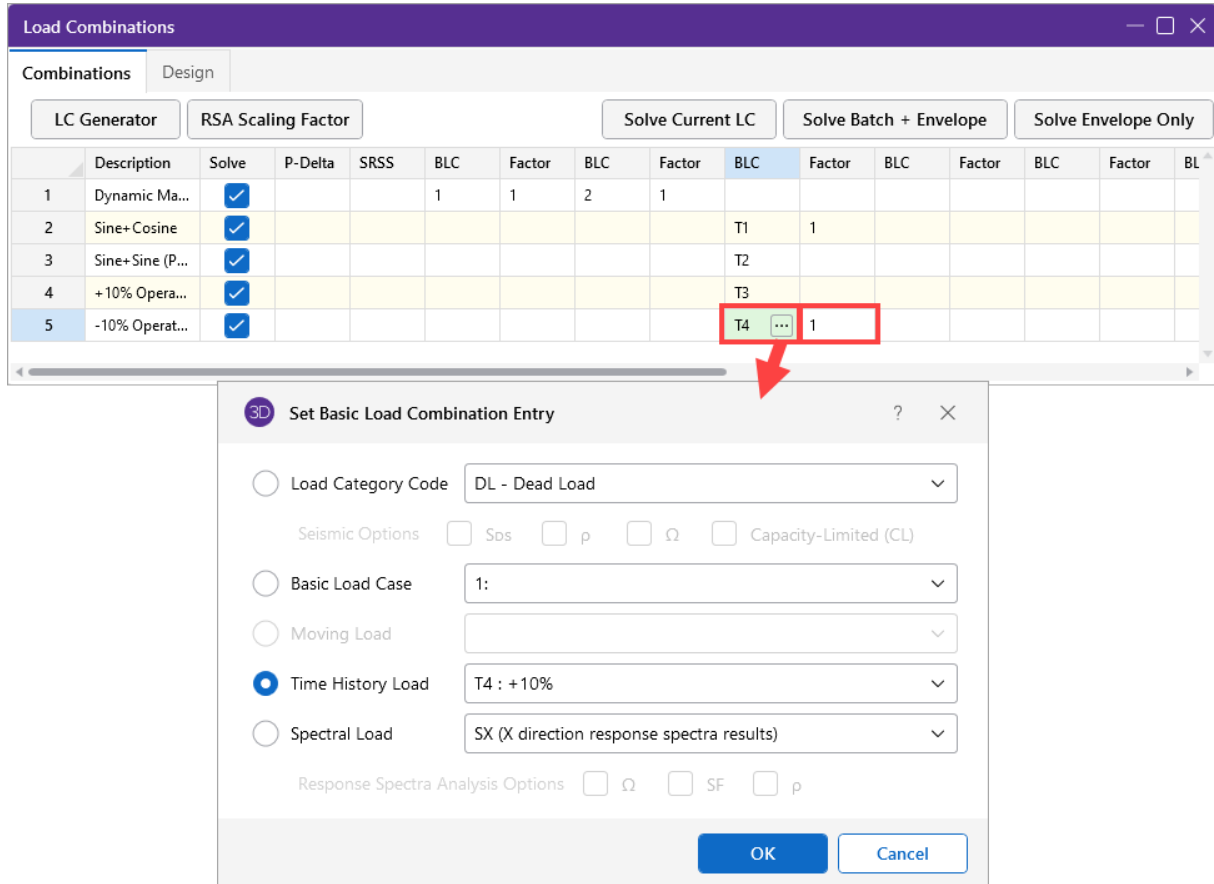 Load Combinations
Combinations Design
LC Generator RSA Scaling Factor Solve Current LC Solve Batch + Envelope Solve Envelope Only
Description Solve P-Delta SRSS BLC Factor BLC Factor BLC Factor BLC Factor BLC Factor BL
1 Dynamic Ma... 1 1 2 1
2 Sine+Cosine T1 1
3 Sine+Sine (P... T2
4 +10% Opera... T3
5 -10% Operat... T4 ... 1
3D Set Basic Load Combination Entry ?
Load Category Code DL - Dead Load
Seismic Options SDS ρ Ω Capacity-Limited (CL)
Basic Load Case 1:
Moving Load
Time History Load T4 : +10%
Spectral Load SX (X direction response spectra results)
Response Spectra Analysis Options Ω SF ρ
OK Cancel